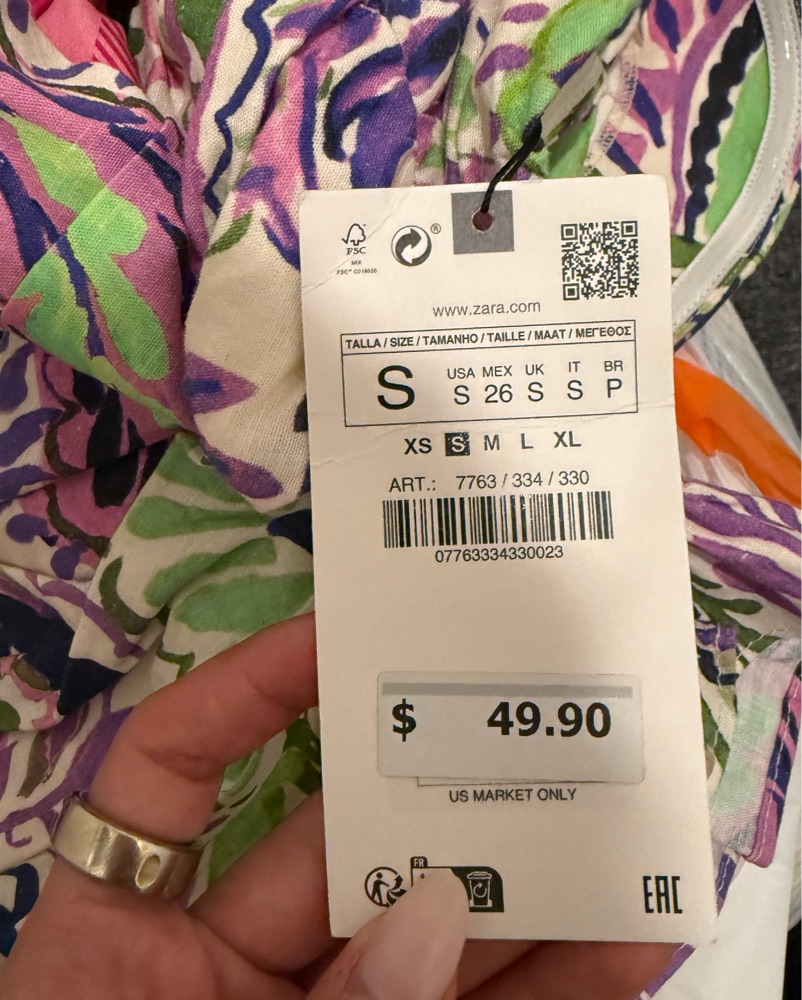 FSC
MIX
FSC® C019030
®
www.zara.com
TALLA / SIZE / TAMANHO / TAILLE / MAAT / ΜΕΓΕΘΟΣ
S
USA MEX UK IT BR
S 26 S S P
XS S M L XL
ART.: 7763 / 334 / 330
07763334330023
$ 49.90
US MARKET ONLY
FR
EAC